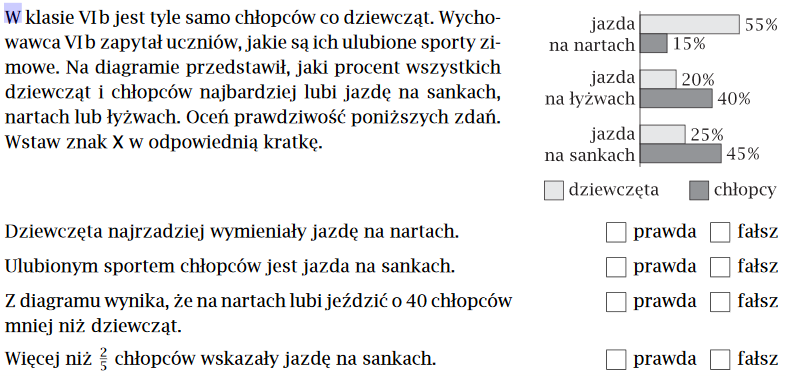 W klasie VI b jest tyle samo chłopców co dziewcząt. Wycho-
wawca VI b zapytał uczniów, jakie są ich ulubione sporty zi-
mowe. Na diagramie przedstawił, jaki procent wszystkich
dziewcząt i chłopców najbardziej lubi jazdę na sankach,
nartach lub łyżwach. Oceń prawdziwość poniższych zdań.
Wstaw znak X w odpowiednią kratkę.
jazda
na nartach
55%
15%
jazda
na łyżwach
20%
40%
jazda
na sankach
25%
45%
dziewczęta chłopcy
Dziewczęta najrzadziej wymieniały jazdę na nartach. prawda fałsz
Ulubionym sportem chłopców jest jazda na sankach. prawda fałsz
Z diagramu wynika, że na nartach lubi jeździć o 40 chłopców prawda fałsz
mniej niż dziewcząt.
Więcej niż 2/5 chłopców wskazały jazdę na sankach. prawda fałsz